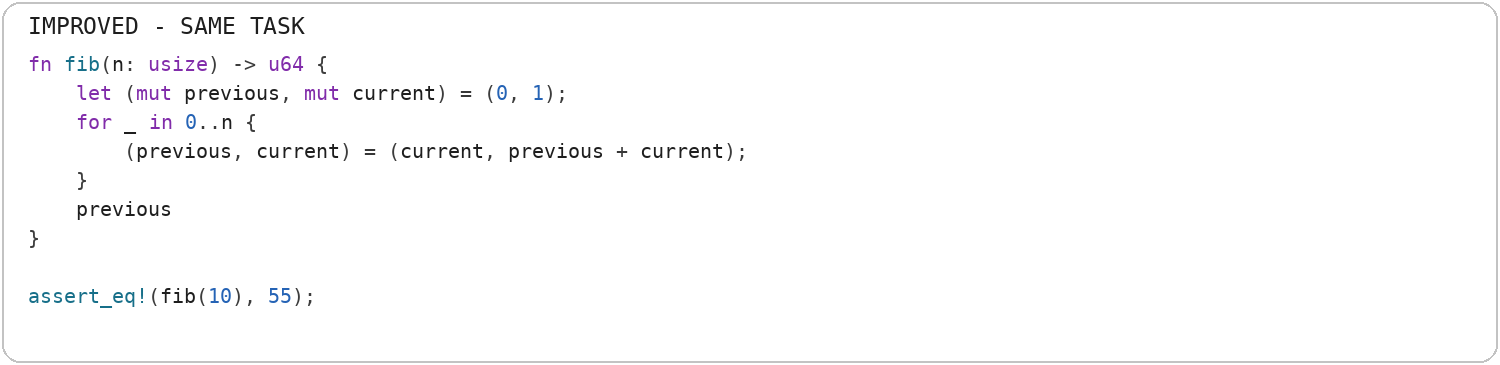 IMPROVED - SAME TASK
fn fib(n: usize) -> u64 {
    let (mut previous, mut current) = (0, 1);
    for _ in 0..n {
        (previous, current) = (current, previous + current);
    }
    previous
}

assert_eq!(fib(10), 55);